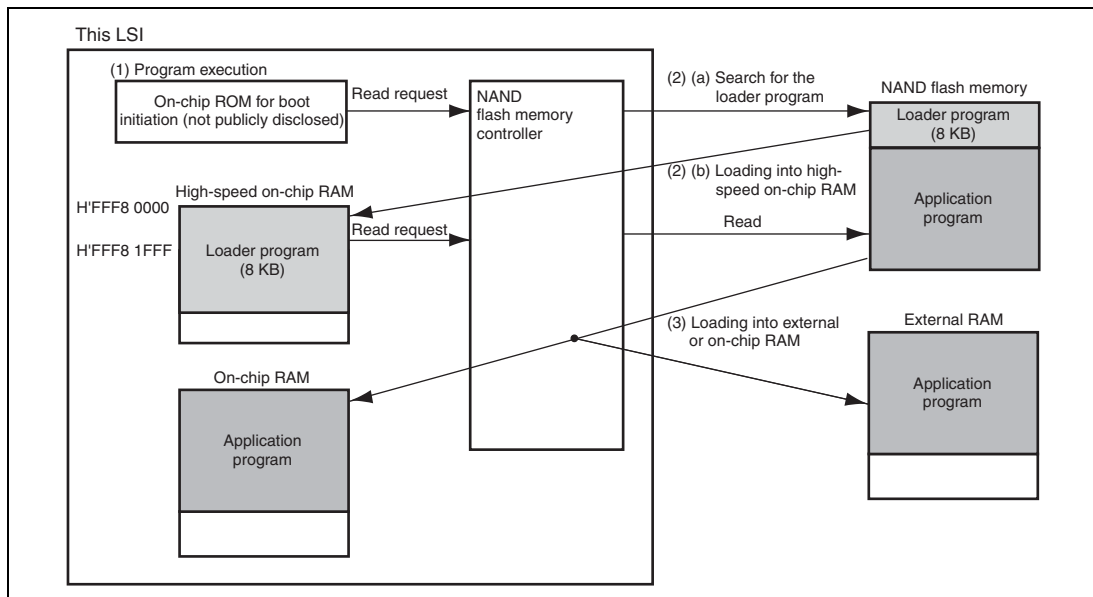 This LSI
(1) Program execution
On-chip ROM for boot
initiation (not publicly disclosed)
Read request
NAND
flash memory
controller
(2) (a) Search for the
loader program
NAND flash memory
Loader program
(8 KB)
Application
program
(2) (b) Loading into high-
speed on-chip RAM
Read
High-speed on-chip RAM
H'FFF8 0000
H'FFF8 1FFF
Loader program
(8 KB)
Read request
(3) Loading into external
or on-chip RAM
External RAM
Application
program
On-chip RAM
Application
program